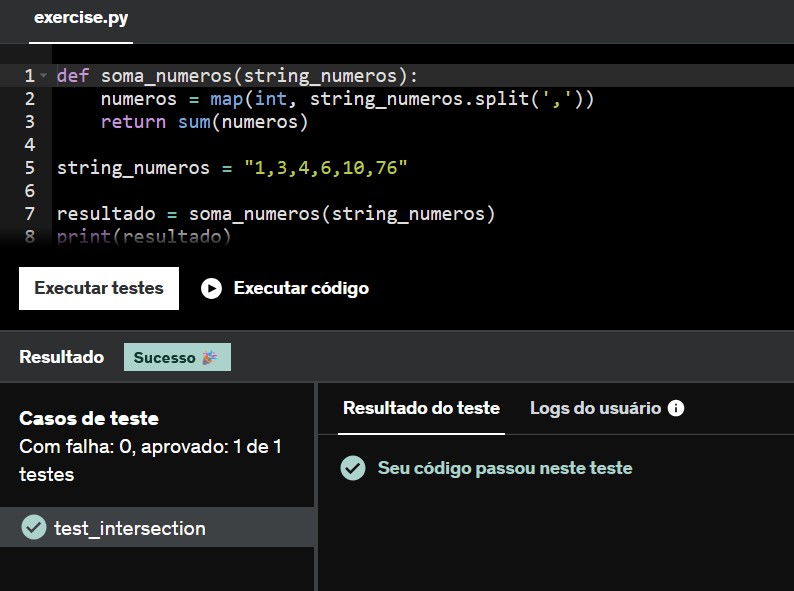 exercise.py
1 def soma_numeros(string_numeros):
2     numeros = map(int, string_numeros.split(','))
3     return sum(numeros)
4
5 string_numeros = "1,3,4,6,10,76"
6
7 resultado = soma_numeros(string_numeros)
8 print(resultado)
Executar testes Executar código
Resultado Sucesso 🎉
Casos de teste
Com falha: 0, aprovado: 1 de 1
testes
test_intersection
Resultado do teste Logs do usuário
Seu código passou neste teste